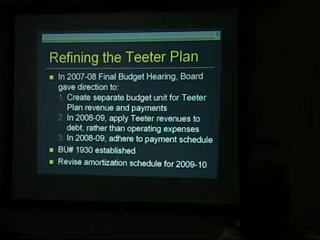 Refining the Teeter Plan
In 2007-08 Final Budget Hearing, Board
gave direction to:
1. Create separate budget unit for Teeter
Plan revenue and payments
2. In 2008-09, apply Teeter revenues to
debt, rather than operating expenses
3. In 2008-09, adhere to payment schedule
BU# 1930 established
Revise amortization schedule for 2009-10